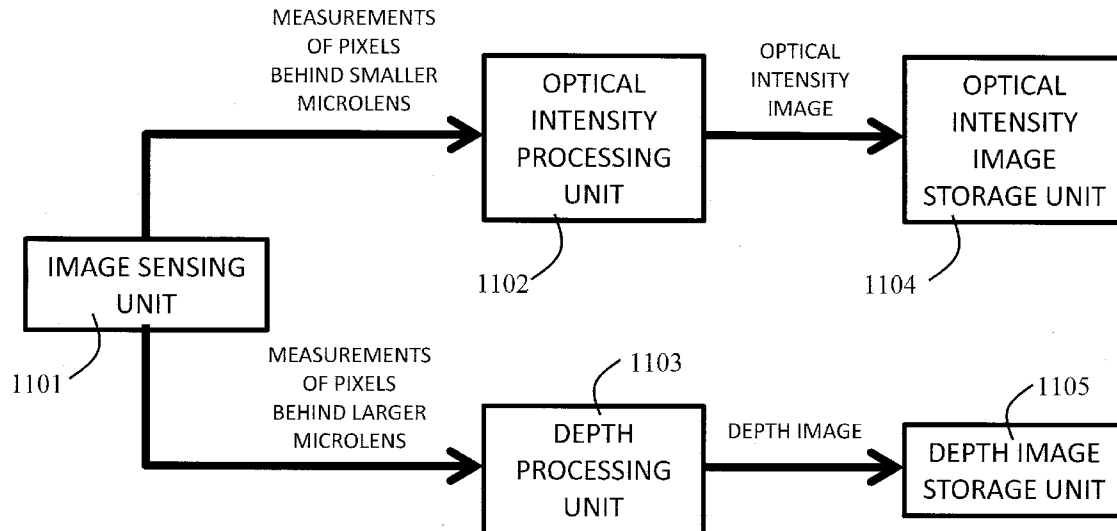 MEASUREMENTS
OF PIXELS
BEHIND SMALLER
MICROLENS
OPTICAL
INTENSITY
PROCESSING
UNIT
OPTICAL
INTENSITY
IMAGE
OPTICAL
INTENSITY
IMAGE
STORAGE UNIT
1102
1104
IMAGE SENSING
UNIT
1101
MEASUREMENTS
OF PIXELS
BEHIND LARGER
MICROLENS
1103
DEPTH
PROCESSING
UNIT
DEPTH IMAGE
1105
DEPTH IMAGE
STORAGE UNIT